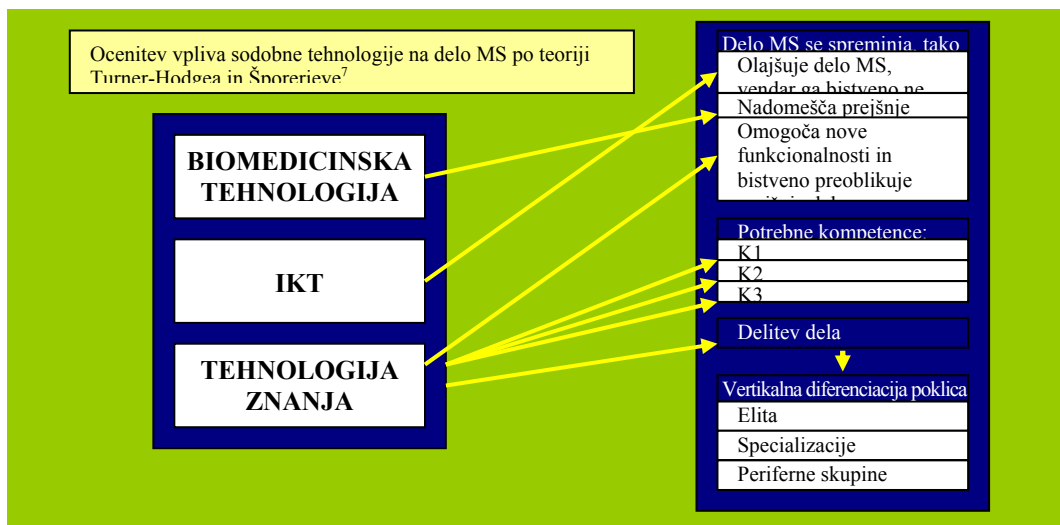 Ocenitev vpliva sodobne tehnologije na delo MS po teoriji
Turner-Hodgea in Šporerjeve7
BIOMEDICINSKA
TEHNOLOGIJA
IKT
TEHNOLOGIJA
ZNANJA
Delo MS se spreminja, tako
Olajšuje delo MS,
vendar ga bistveno ne
Nadomešča prejšnje
Omogoča nove
funkcionalnosti in
bistveno preoblikuje
Potrebne kompetence:
K1
K2
K3
Delitev dela
Vertikalna diferenciacija poklica
Elita
Specializacije
Periferne skupine